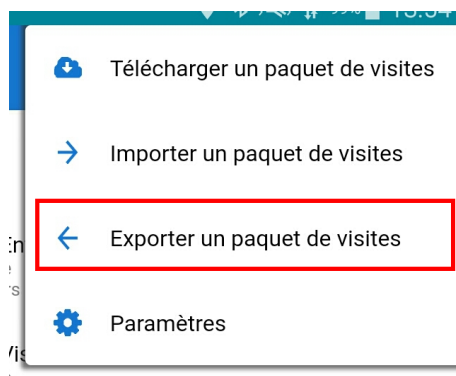 Télécharger un paquet de visites
Importer un paquet de visites
Exporter un paquet de visites
Paramètres